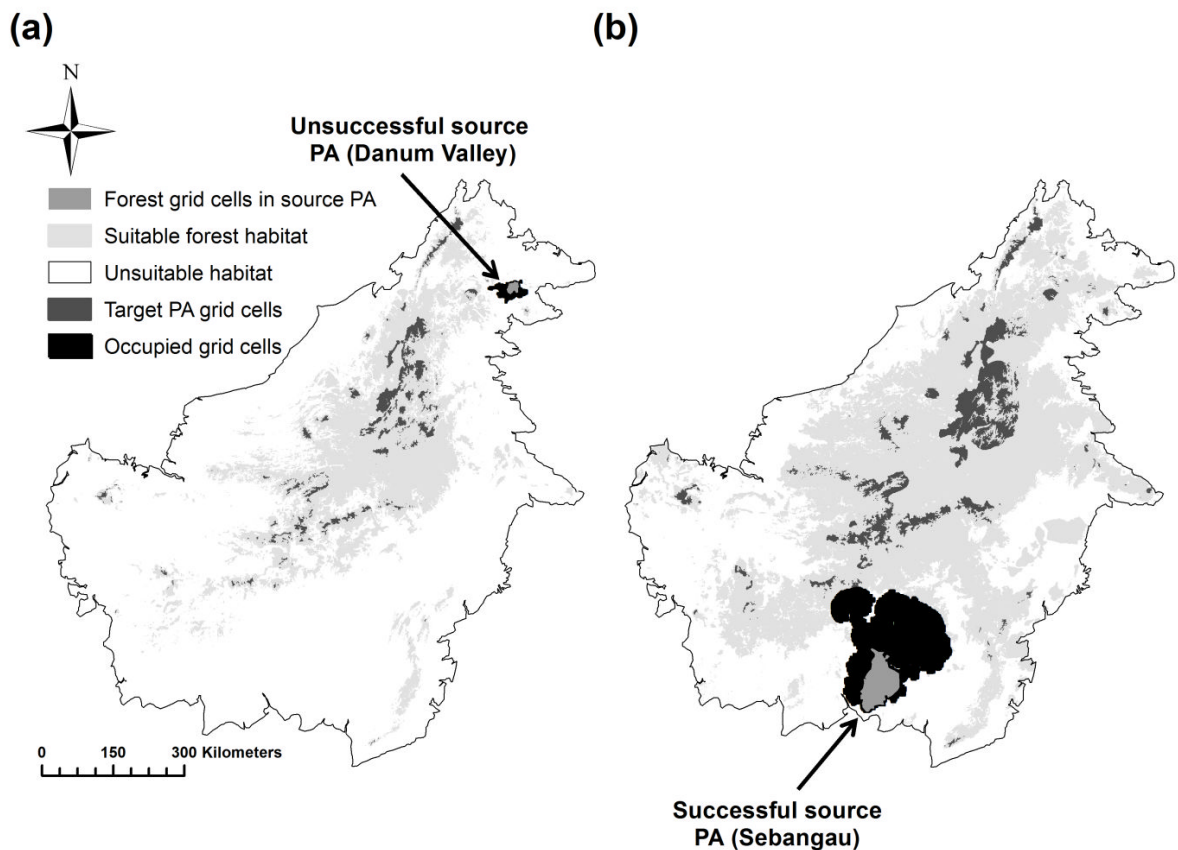 (a)
(b)
N
Unsuccessful source
PA (Danum Valley)
Forest grid cells in source PA
Suitable forest habitat
Unsuitable habitat
Target PA grid cells
Occupied grid cells
0 150 300 Kilometers
Successful source
PA (Sebangau)